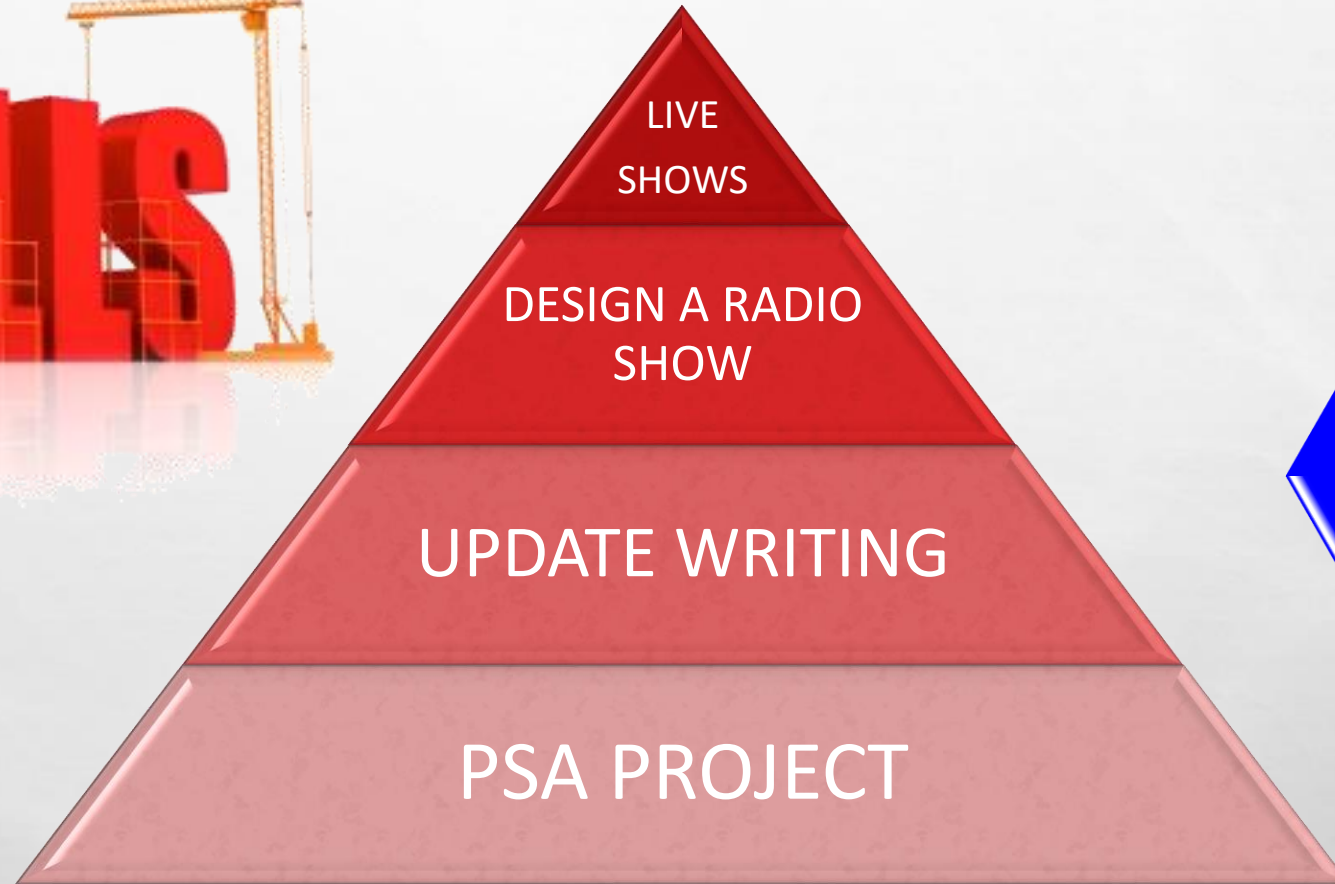 LIVE
SHOWS
DESIGN A RADIO
SHOW
UPDATE WRITING
PSA PROJECT